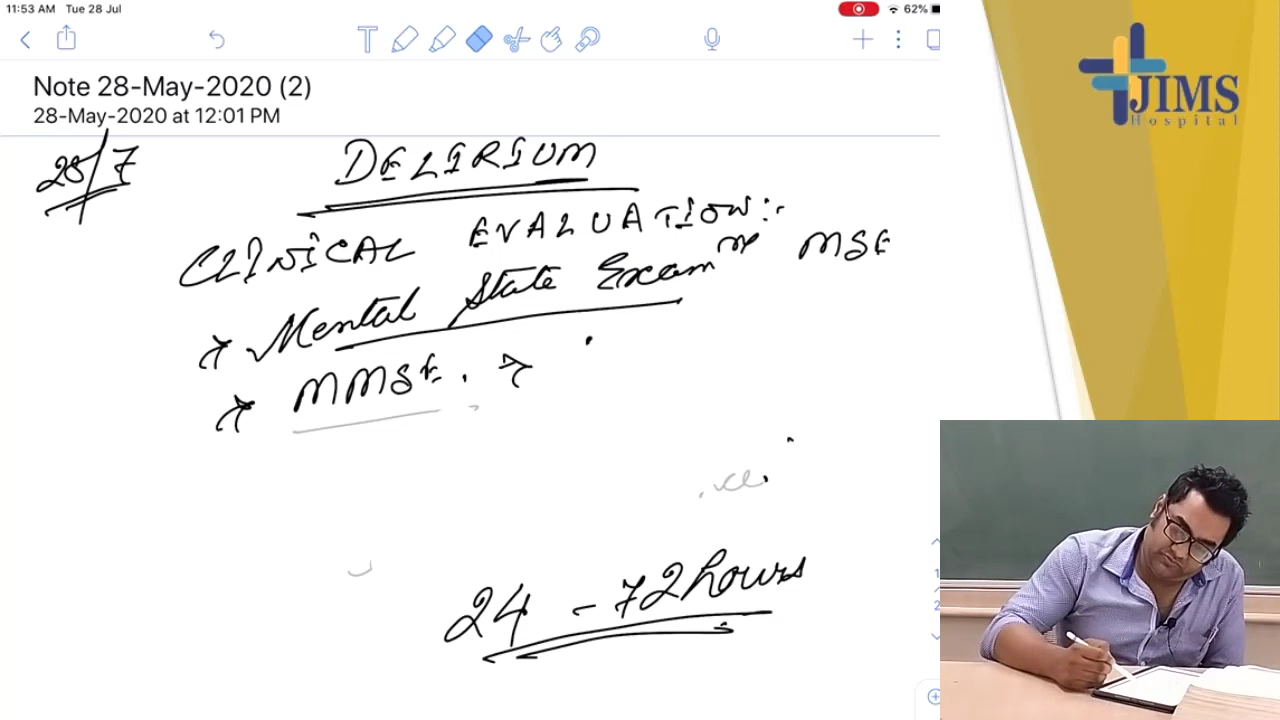 11:53 AM Tue 28 Jul
62%
JIMS
Hospital
Note 28-May-2020 (2)
28-May-2020 at 12:01 PM
28/7
DELIRIUM
CLINICAL EVALUATION:-
* Mental State Exam MSE
* MMSE. →
24 - 72 hours